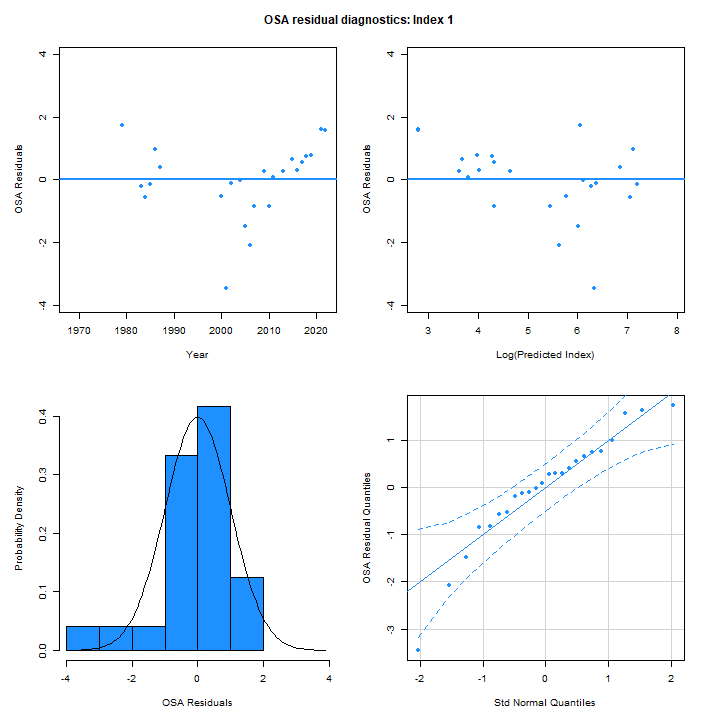 OSA residual diagnostics: Index 1
4
2
0
-2
-4
OSA Residuals
1970 1980 1990 2000 2010 2020
Year
4
2
0
-2
-4
OSA Residuals
3 4 5 6 7 8
Log(Predicted Index)
0.4
0.3
0.2
0.1
0.0
Probability Density
-4 -2 0 2 4
OSA Residuals
1
0
-1
-2
-3
OSA Residual Quantiles
-2 -1 0 1 2
Std Normal Quantiles